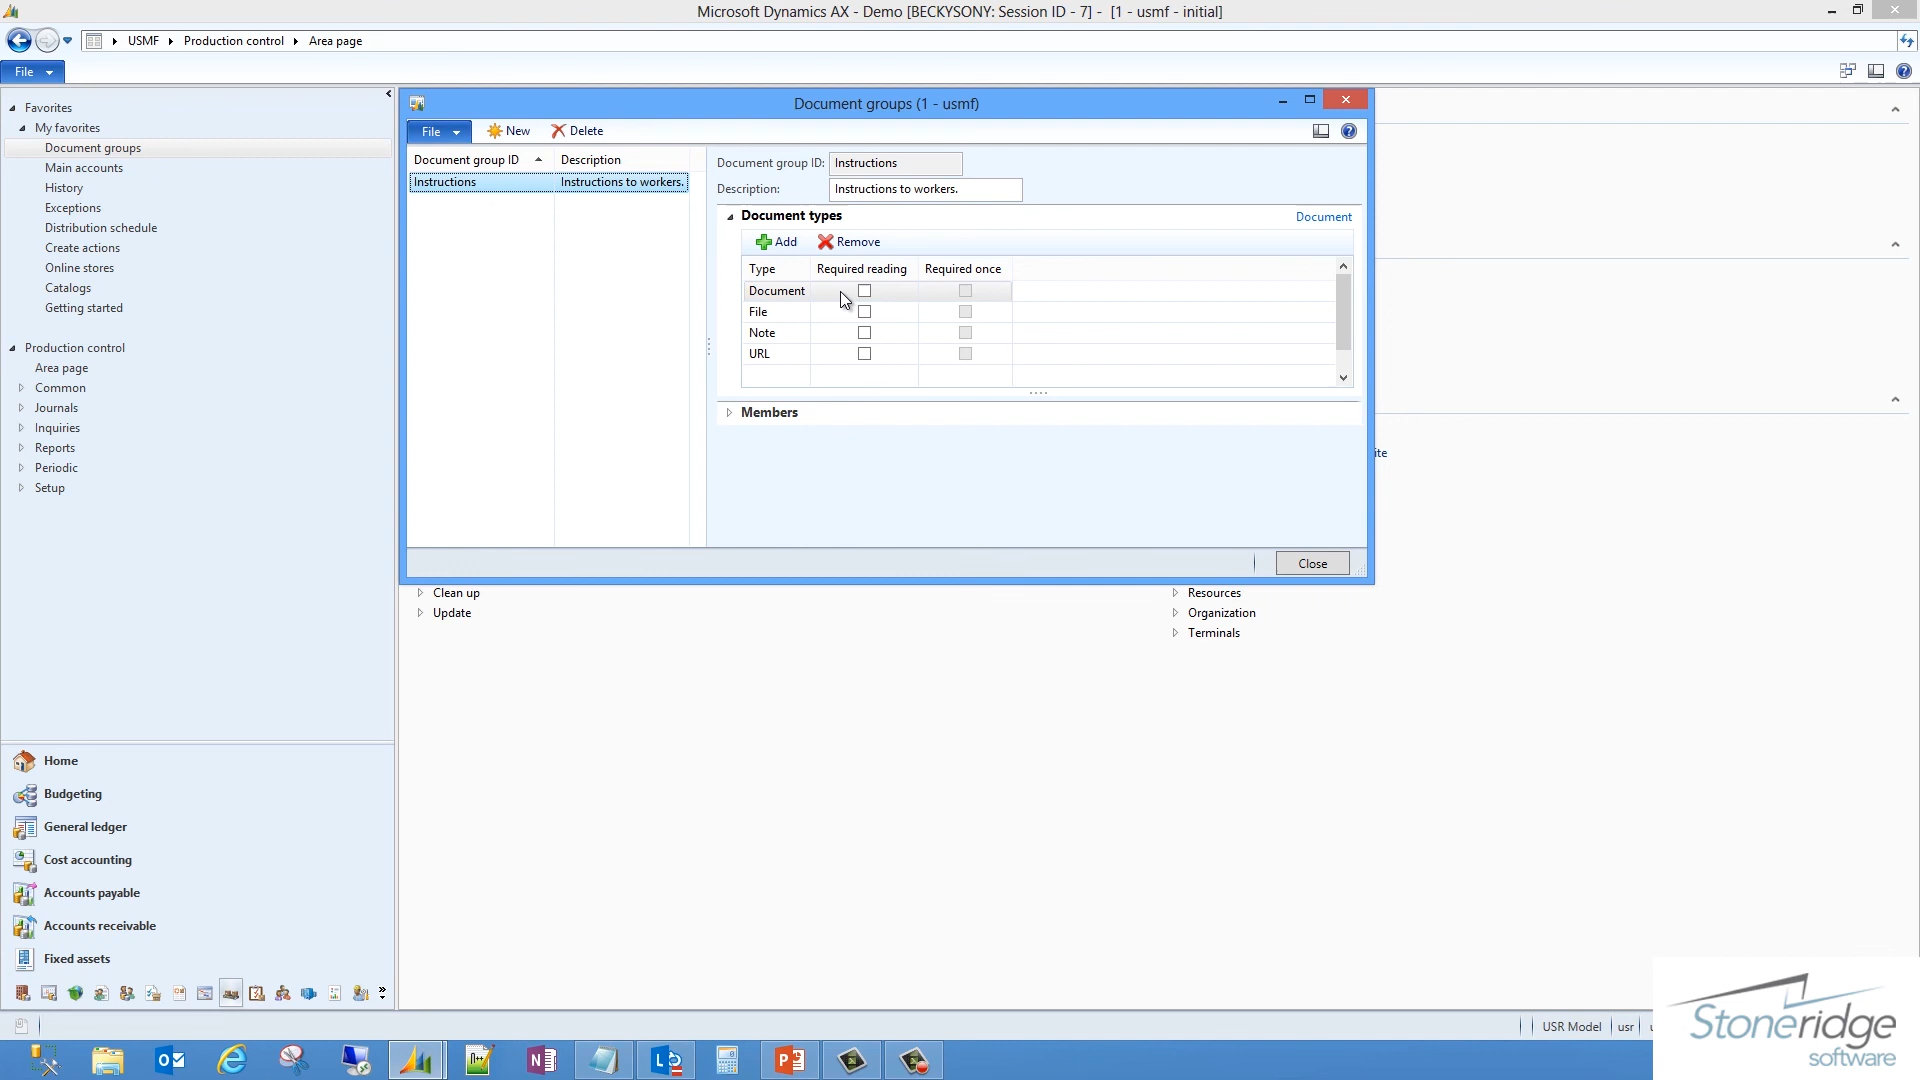 Microsoft Dynamics AX - Demo [BECKYSONY: Session ID - 7] - [1 - usmf - initial]
USMF Production control Area page
File
Favorites
My favorites
Document groups
Main accounts
History
Exceptions
Distribution schedule
Create actions
Online stores
Catalogs
Getting started
Production control
Area page
Common
Journals
Inquiries
Reports
Periodic
Setup
Home
Budgeting
General ledger
Cost accounting
Accounts payable
Accounts receivable
Fixed assets
Document groups (1 - usmf)
File New Delete
Document group ID Description
Instructions Instructions to workers.
Document group ID: Instructions
Description: Instructions to workers.
Document types Document
Add Remove
Type Required reading Required once
Document
File
Note
URL
Members
Close
ite
Clean up
Update
Resources
Organization
Terminals
USR Model usr
Stoneridge
software